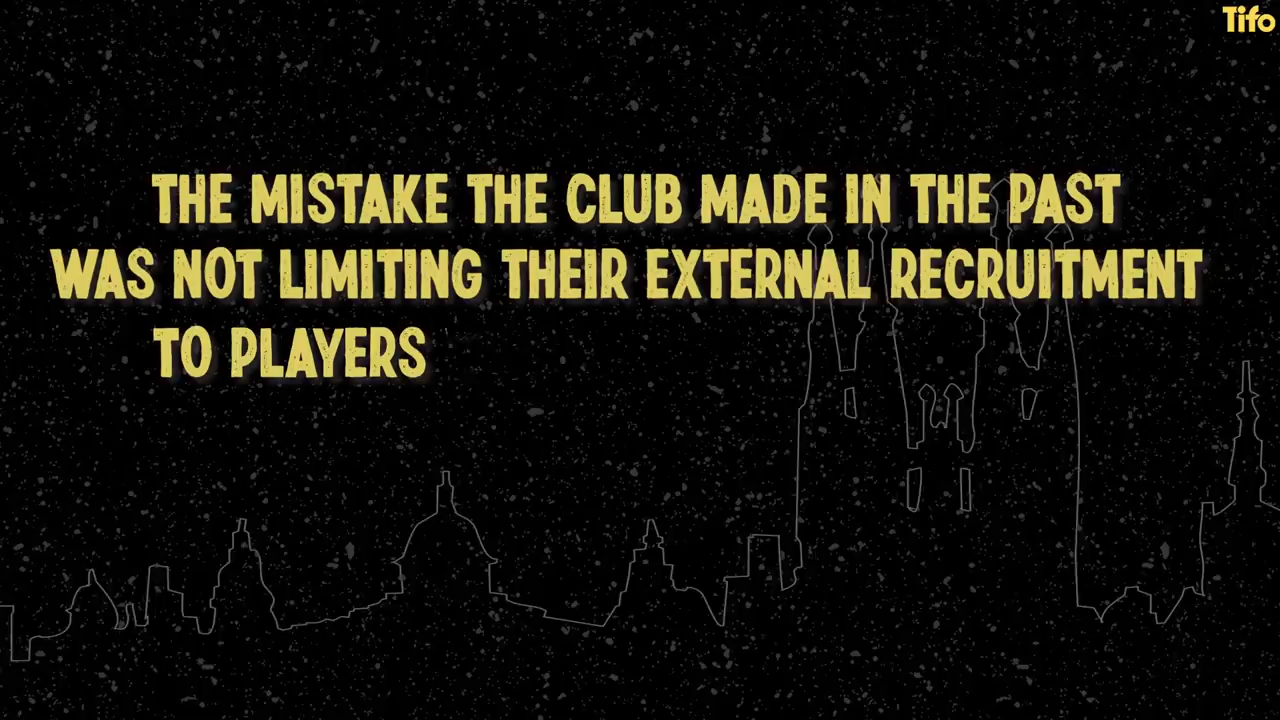 Tifo
THE MISTAKE THE CLUB MADE IN THE PAST
WAS NOT LIMITING THEIR EXTERNAL RECRUITMENT
TO PLAYERS